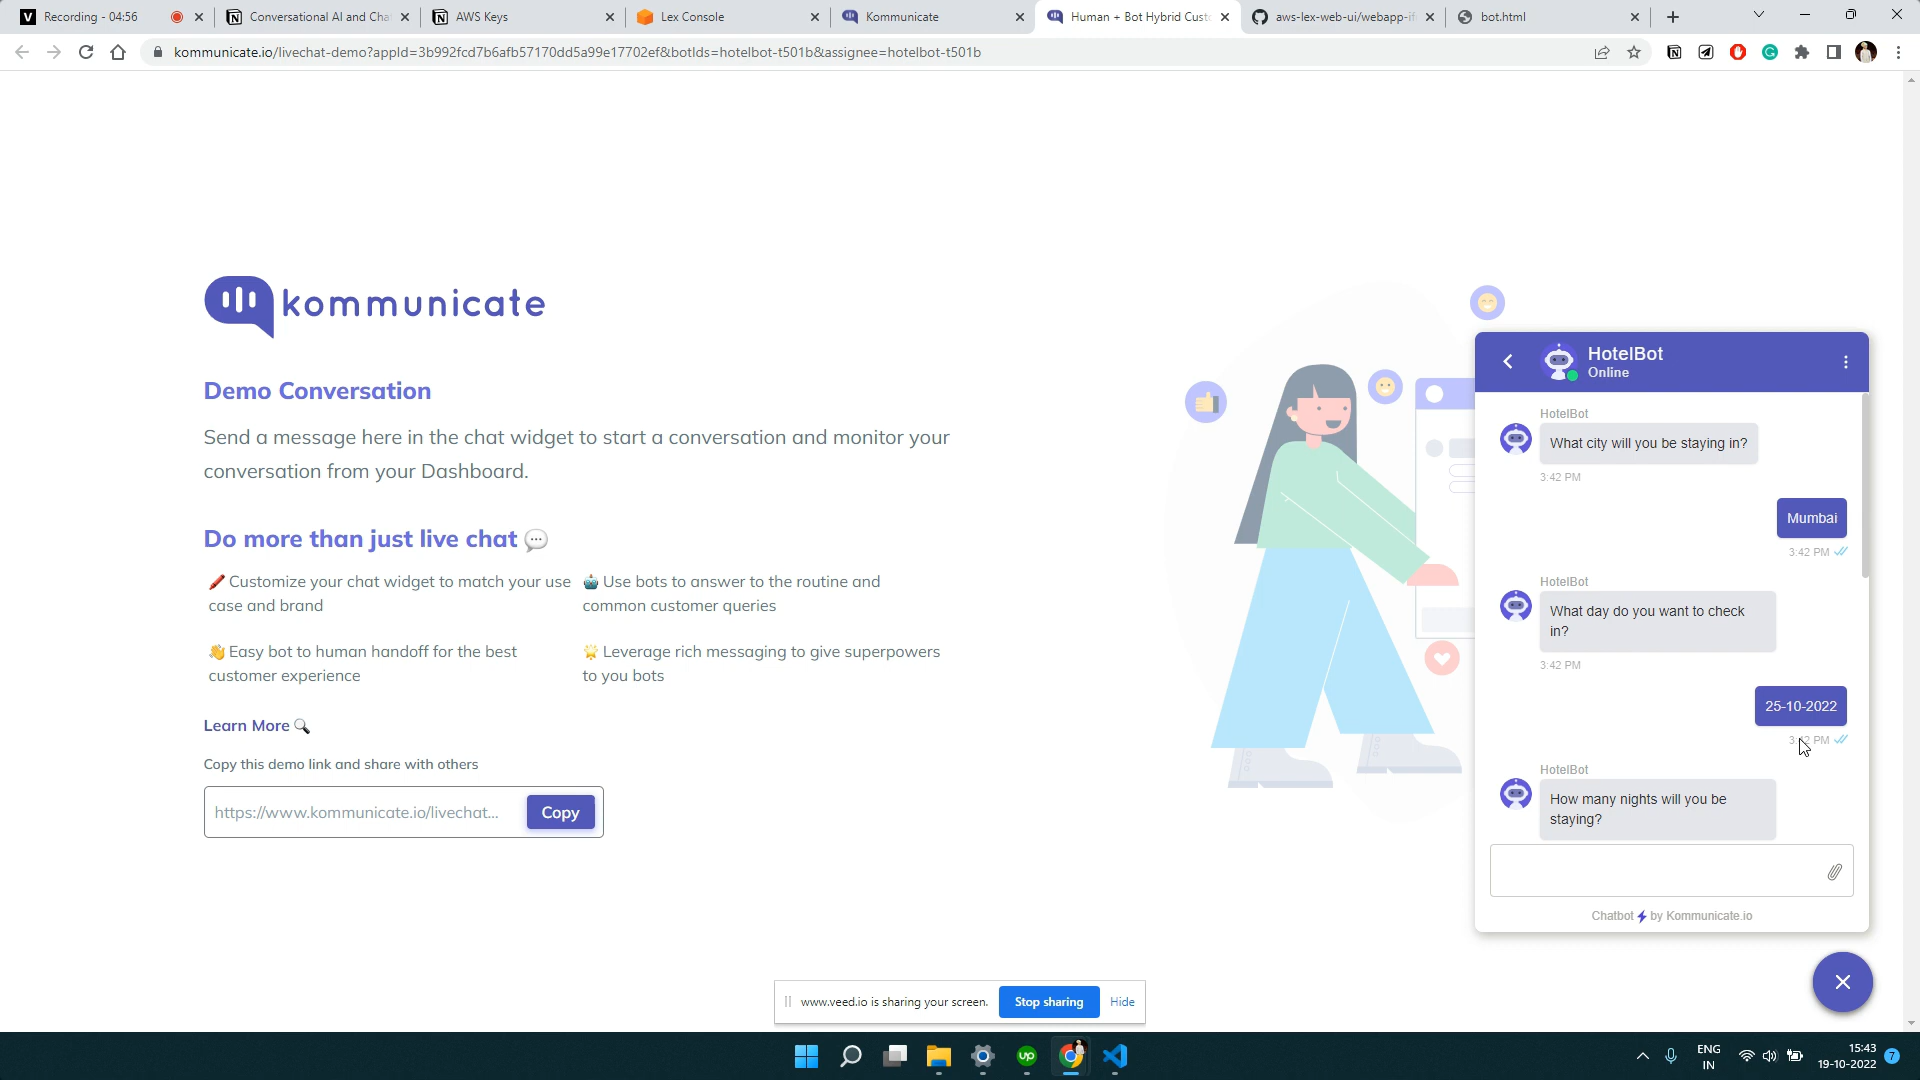 Recording - 04:56
Conversational AI and Cha
AWS Keys
Lex Console
Kommunicate
Human + Bot Hybrid Custo
aws-lex-web-ui/webapp-if
bot.html
kommunicate.io/livechat-demo?appId=3b992fcd7b6afb57170dd5a99e17702ef&botIds=hotelbot-t501b&assignee=hotelbot-t501b
kommunicate
Demo Conversation
Send a message here in the chat widget to start a conversation and monitor your
conversation from your Dashboard.
Do more than just live chat
Customize your chat widget to match your use
case and brand
Use bots to answer to the routine and
common customer queries
Easy bot to human handoff for the best
customer experience
Leverage rich messaging to give superpowers
to you bots
Learn More
Copy this demo link and share with others
https://www.kommunicate.io/livechat...
Copy
HotelBot
Online
HotelBot
What city will you be staying in?
3:42 PM
Mumbai
3:42 PM
HotelBot
What day do you want to check
in?
3:42 PM
25-10-2022
3:42 PM
HotelBot
How many nights will you be
staying?
Chatbot by Kommunicate.io
www.veed.io is sharing your screen.
Stop sharing
Hide
up
ENG
IN
15:43
19-10-2022
7